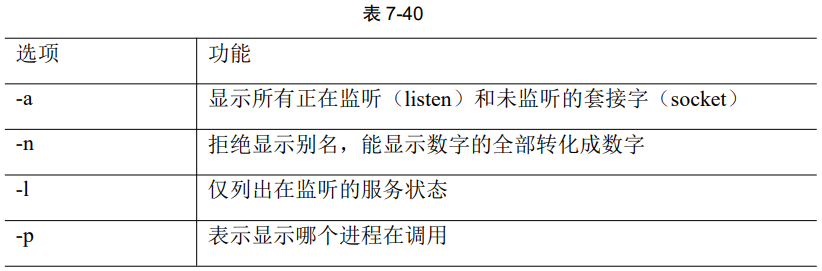 表 7-40
选项 功能
-a 显示所有正在监听（listen）和未监听的套接字（socket）
-n 拒绝显示别名，能显示数字的全部转化成数字
-l 仅列出在监听的服务状态
-p 表示显示哪个进程在调用